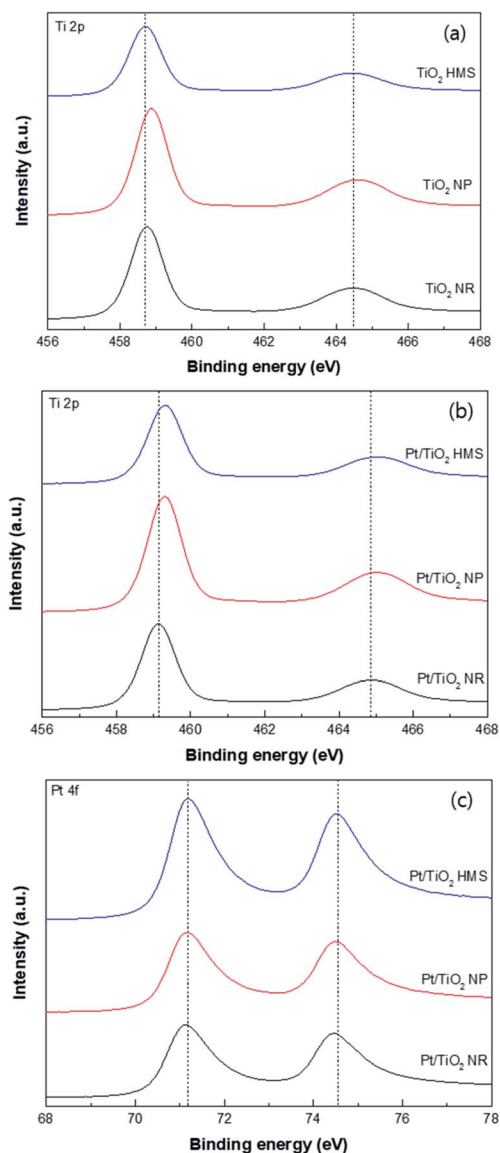 Ti 2p
(a)
TiO₂ HMS
TiO₂ NP
TiO₂ NR
Intensity (a.u.)
456 458 460 462 464 466 468
Binding energy (eV)
Ti 2p
(b)
Pt/TiO₂ HMS
Pt/TiO₂ NP
Pt/TiO₂ NR
Intensity (a.u.)
456 458 460 462 464 466 468
Binding energy (eV)
Pt 4f
(c)
Pt/TiO₂ HMS
Pt/TiO₂ NP
Pt/TiO₂ NR
Intensity (a.u.)
68 70 72 74 76 78
Binding energy (eV)